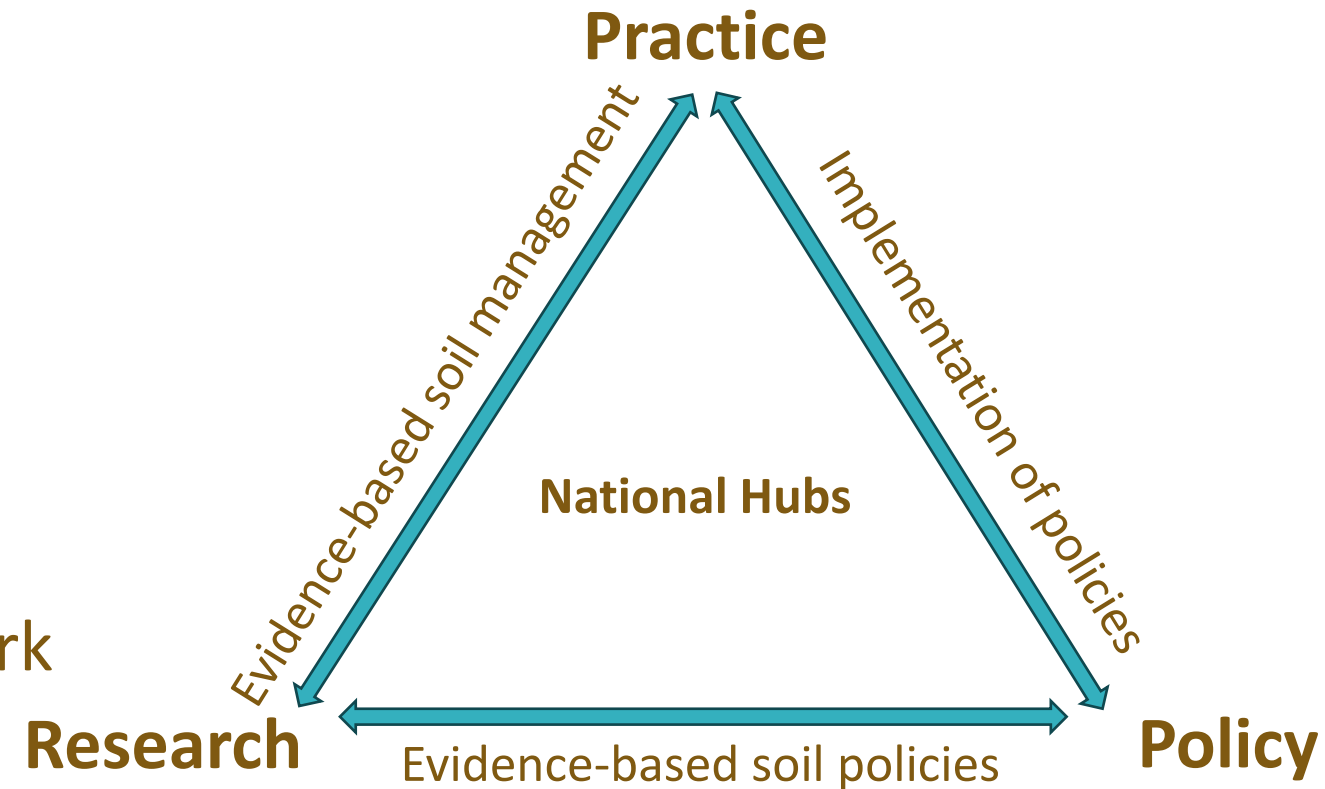 Practice
Evidence-based soil management
Implementation of policies
National Hubs
rk
Research
Policy
Evidence-based soil policies